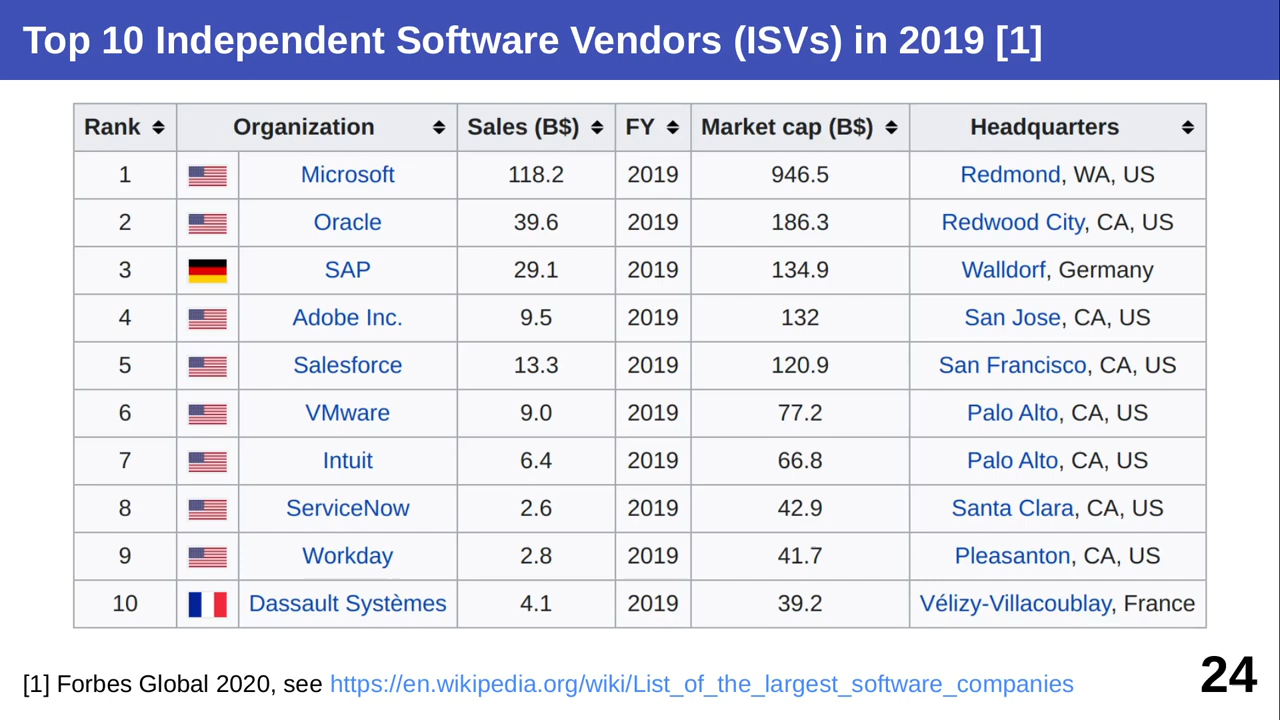 Top 10 Independent Software Vendors (ISVs) in 2019 [1]
Rank Organization Sales (B$) FY Market cap (B$) Headquarters
1 Microsoft 118.2 2019 946.5 Redmond, WA, US
2 Oracle 39.6 2019 186.3 Redwood City, CA, US
3 SAP 29.1 2019 134.9 Walldorf, Germany
4 Adobe Inc. 9.5 2019 132 San Jose, CA, US
5 Salesforce 13.3 2019 120.9 San Francisco, CA, US
6 VMware 9.0 2019 77.2 Palo Alto, CA, US
7 Intuit 6.4 2019 66.8 Palo Alto, CA, US
8 ServiceNow 2.6 2019 42.9 Santa Clara, CA, US
9 Workday 2.8 2019 41.7 Pleasanton, CA, US
10 Dassault Systèmes 4.1 2019 39.2 Vélizy-Villacoublay, France
[1] Forbes Global 2020, see https://en.wikipedia.org/wiki/List_of_the_largest_software_companies
24